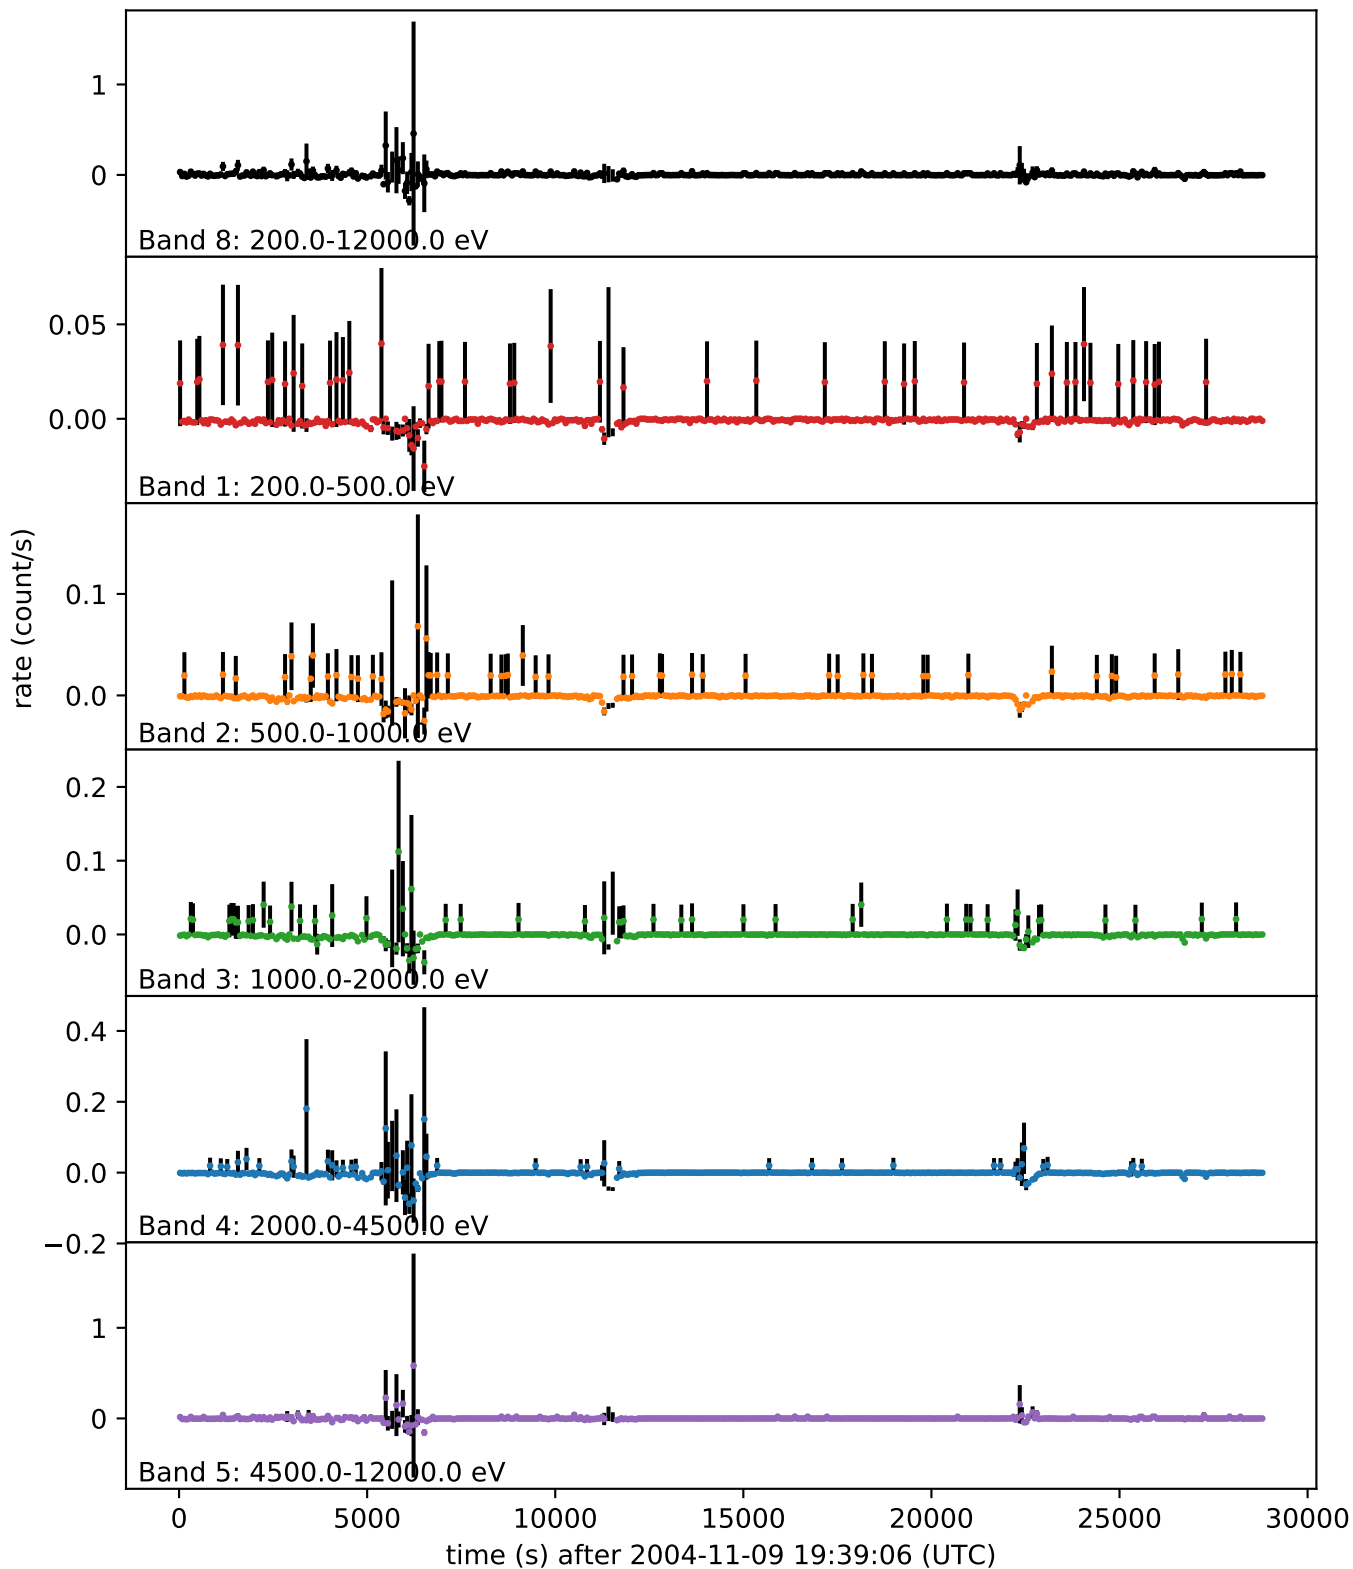 1
0
Band 8: 200.0-12000.0 eV
0.05
0.00
Band 1: 200.0-500.0 eV
rate (count/s)
0.1
0.0
Band 2: 500.0-1000.0 eV
0.2
0.1
0.0
Band 3: 1000.0-2000.0 eV
0.4
0.2
0.0
Band 4: 2000.0-4500.0 eV
−0.2
1
0
Band 5: 4500.0-12000.0 eV
0 5000 10000 15000 20000 25000 30000
time (s) after 2004-11-09 19:39:06 (UTC)